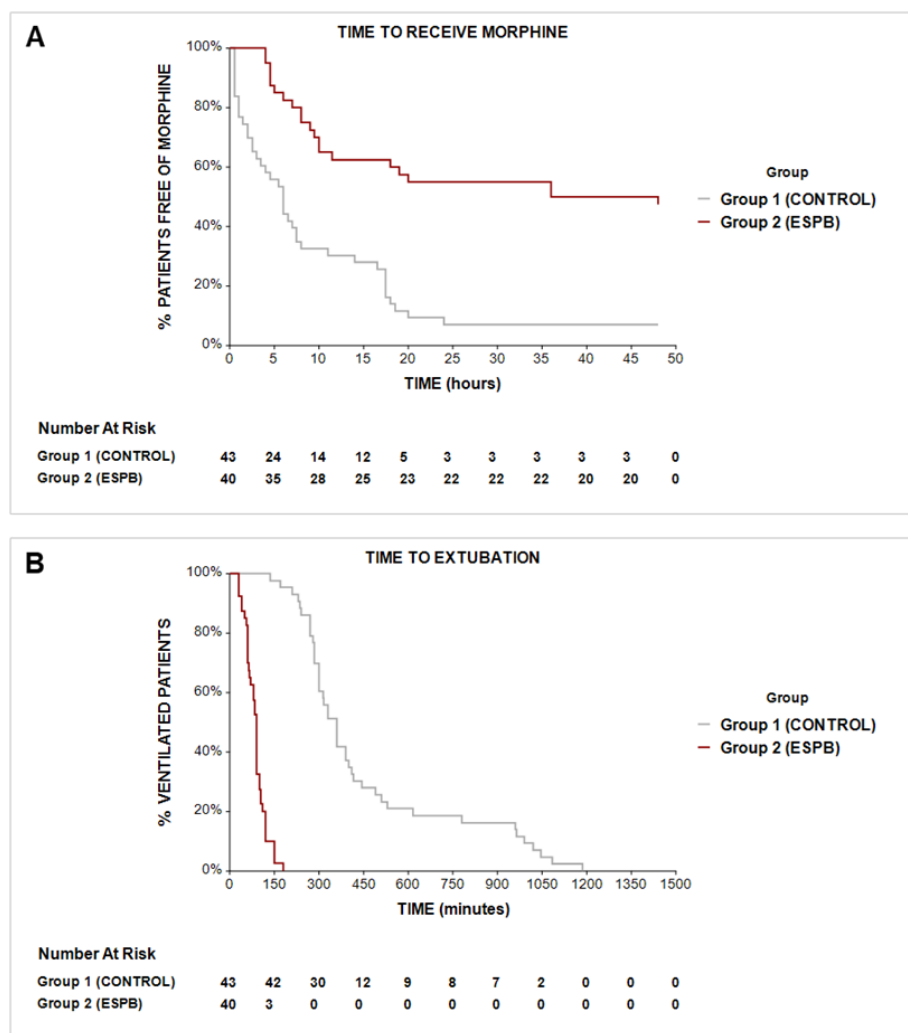 A
TIME TO RECEIVE MORPHINE
% PATIENTS FREE OF MORPHINE
100%
80%
60%
40%
20%
0%
0 5 10 15 20 25 30 35 40 45 50
TIME (hours)
Group
Group 1 (CONTROL)
Group 2 (ESPB)
Number At Risk
Group 1 (CONTROL) 43 24 14 12 5 3 3 3 3 3 0
Group 2 (ESPB) 40 35 28 25 23 22 22 22 20 20 0
B
TIME TO EXTUBATION
% VENTILATED PATIENTS
100%
80%
60%
40%
20%
0%
0 150 300 450 600 750 900 1050 1200 1350 1500
TIME (minutes)
Group
Group 1 (CONTROL)
Group 2 (ESPB)
Number At Risk
Group 1 (CONTROL) 43 42 30 12 9 8 7 2 0 0 0
Group 2 (ESPB) 40 3 0 0 0 0 0 0 0 0 0